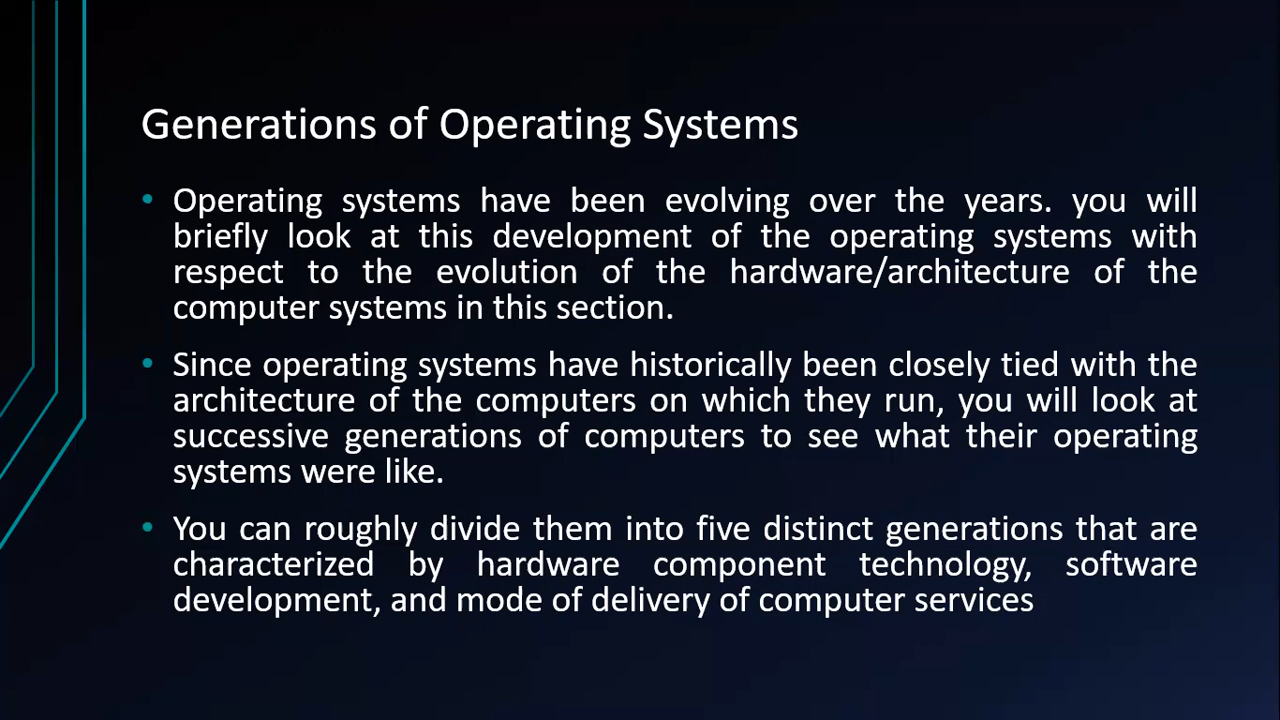 Generations of Operating Systems
• Operating systems have been evolving over the years. you will
briefly look at this development of the operating systems with
respect to the evolution of the hardware/architecture of the
computer systems in this section.
• Since operating systems have historically been closely tied with the
architecture of the computers on which they run, you will look at
successive generations of computers to see what their operating
systems were like.
• You can roughly divide them into five distinct generations that are
characterized by hardware component technology, software
development, and mode of delivery of computer services